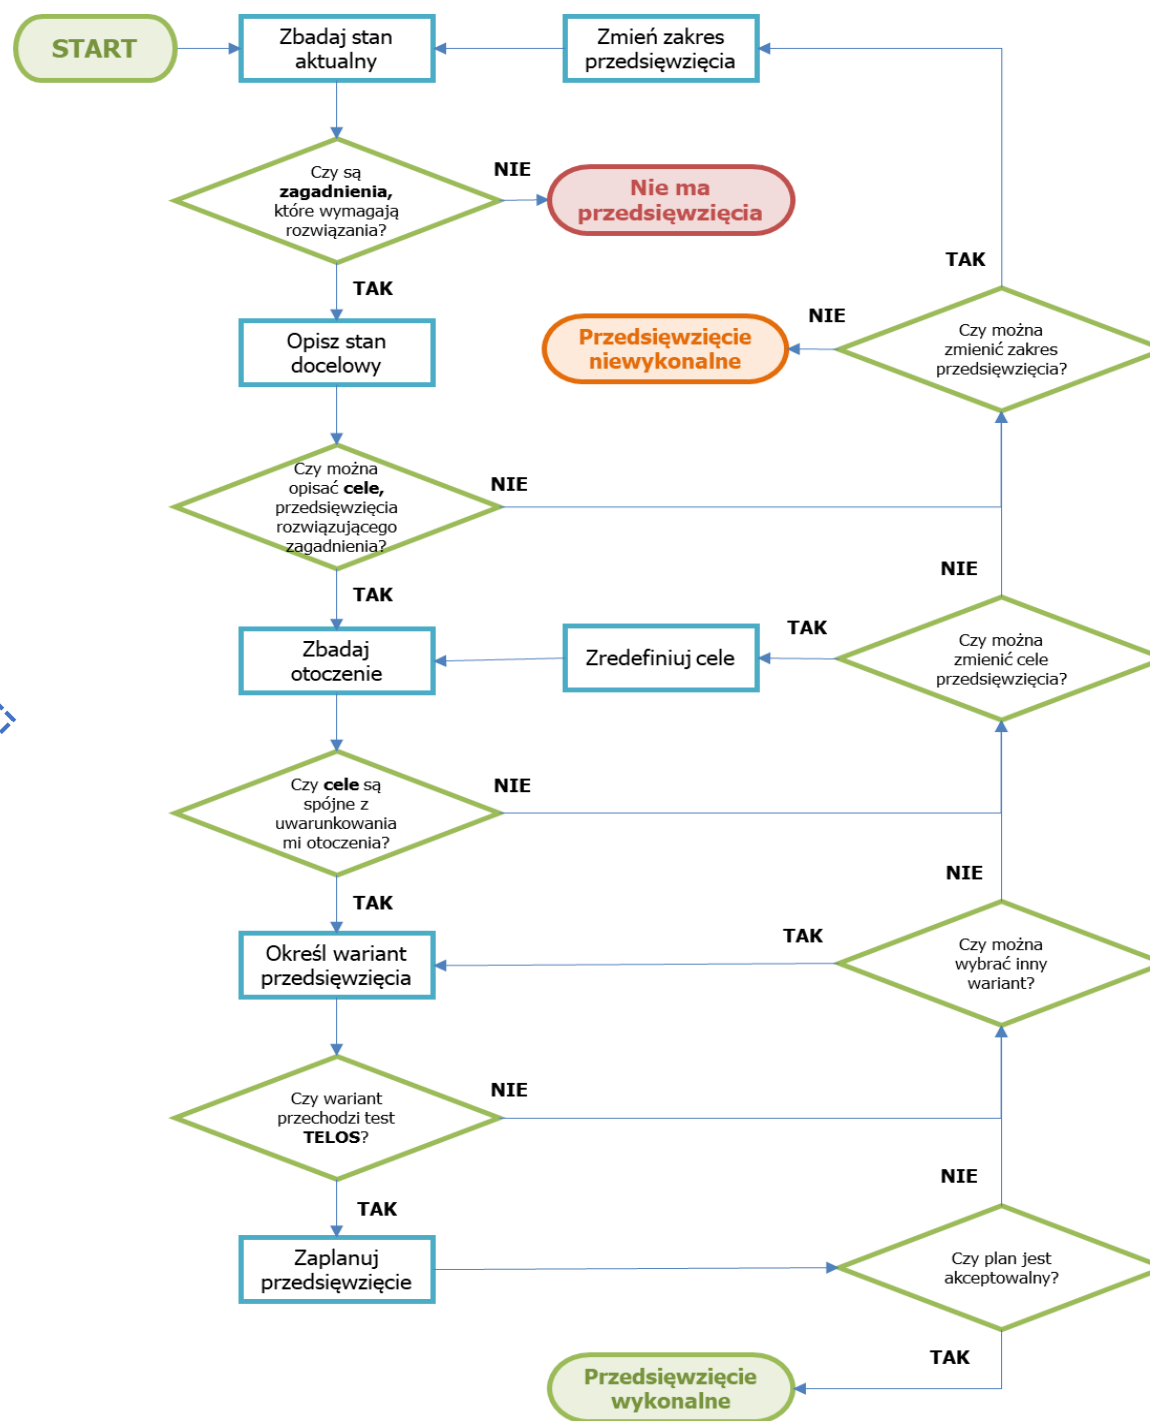 START
Zbadaj stan
aktualny
Zmień zakres
przedsięwzięcia
Czy są
zagadnienia,
które wymagają
rozwiązania?
NIE
Nie ma
przedsięwzięcia
TAK
TAK
Opisz stan
docelowy
Przedsięwzięcie
niewykonalne
NIE
Czy można
zmienić zakres
przedsięwzięcia?
Czy można
opisać cele,
przedsięwzięcia
rozwiązującego
zagadnienia?
NIE
TAK
NIE
Zbadaj
otoczenie
Zredefiniuj cele
TAK
Czy można
zmienić cele
przedsięwzięcia?
Czy cele są
spójne z
uwarunkowania
mi otoczenia?
NIE
TAK
NIE
Określ wariant
przedsięwzięcia
TAK
Czy można
wybrać inny
wariant?
Czy wariant
przechodzi test
TELOS?
NIE
TAK
NIE
Zaplanuj
przedsięwzięcie
Czy plan jest
akceptowalny?
TAK
Przedsięwzięcie
wykonalne